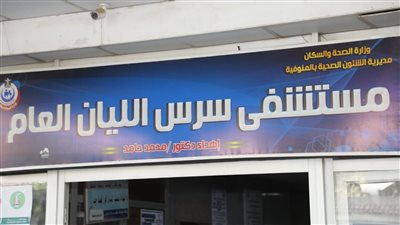 وزارة الصحة والسكان
مديرية الشئون الصحية بالمنوفية
مستشفى سرس الليان العام
إهداء دكتور / محمد حامد